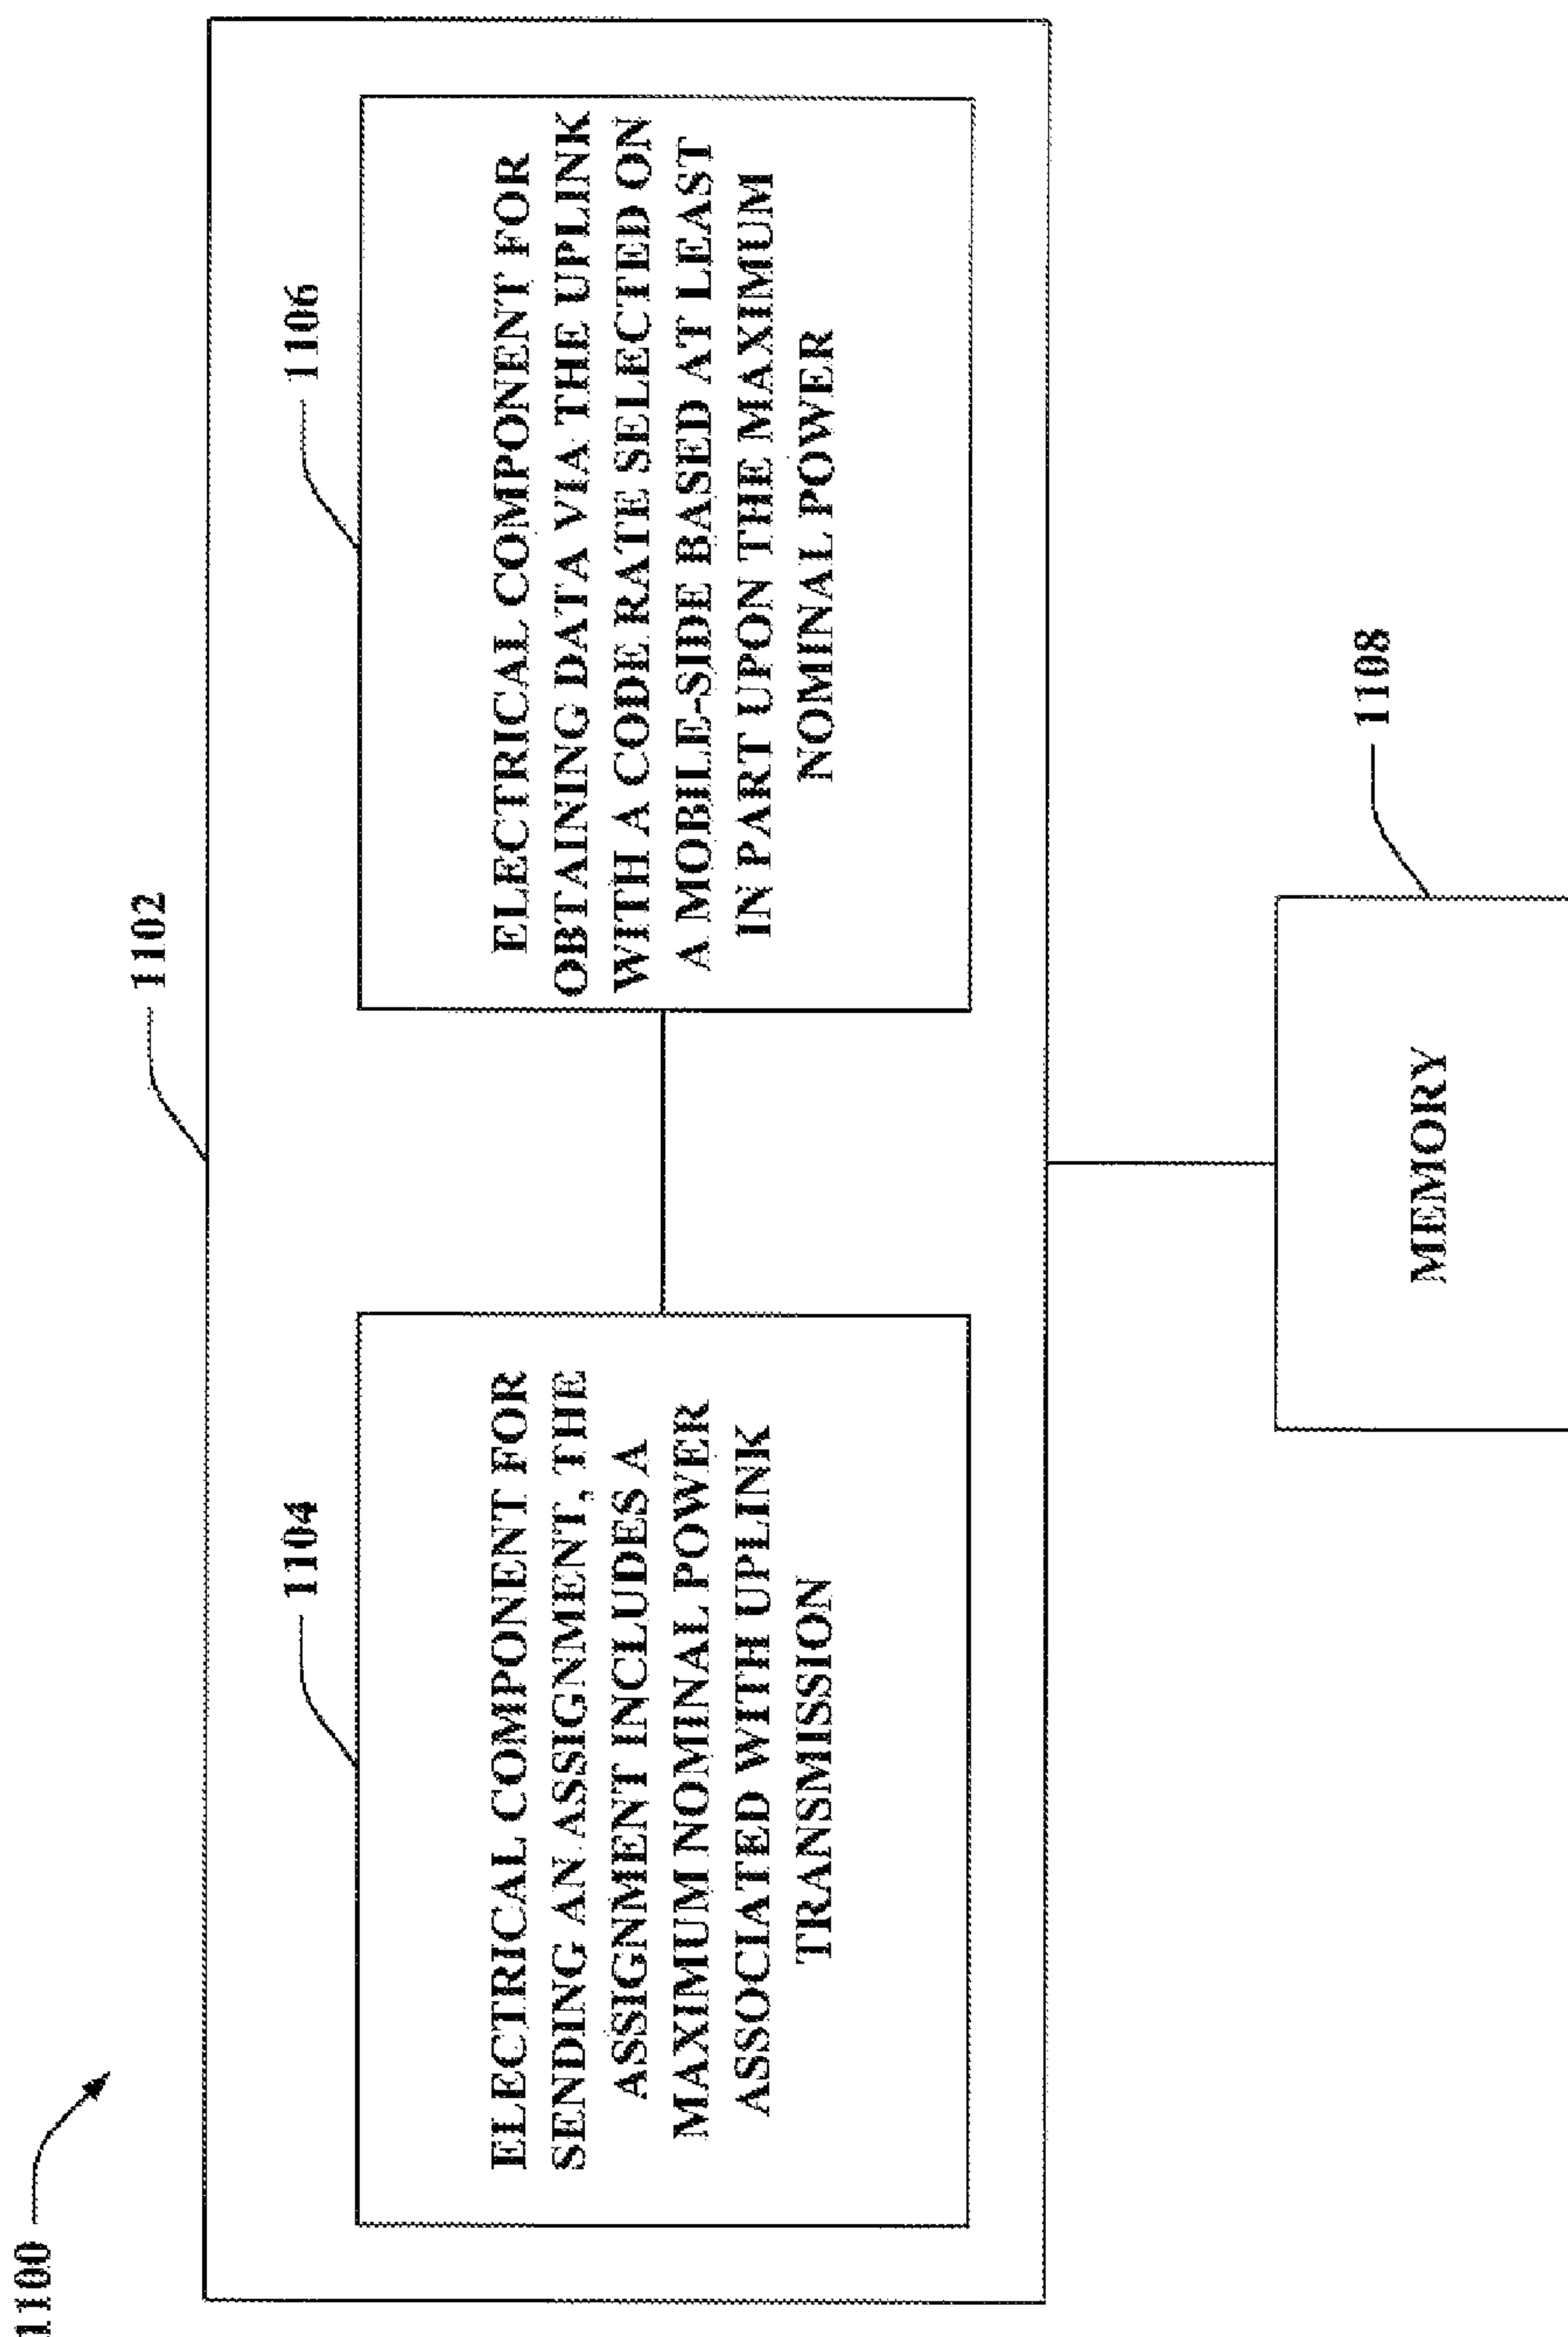 1100
1102
1104
ELECTRICAL COMPONENT FOR
SENDING AN ASSIGNMENT, THE
ASSIGNMENT INCLUDES A
MAXIMUM NOMINAL POWER
ASSOCIATED WITH UPLINK
TRANSMISSION
1106
ELECTRICAL COMPONENT FOR
OBTAINING DATA VIA THE UPLINK
WITH A CODE RATE SELECTED ON
A MOBILE-SIDE BASED AT LEAST
IN PART UPON THE MAXIMUM
NOMINAL POWER
1108
MEMORY